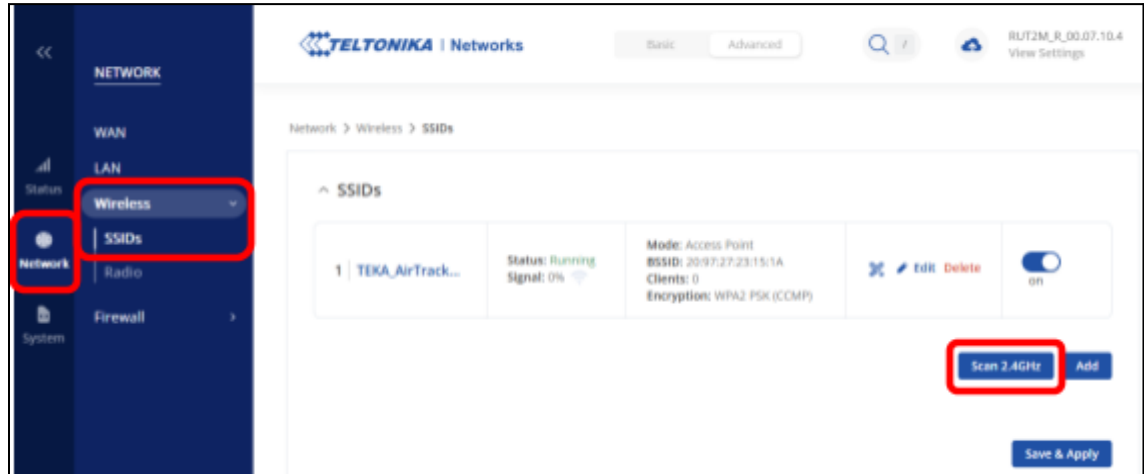 TELTONIKA | Networks
Basic
Advanced
/
RUT2M_R_00.07.10.4
View Settings
NETWORK
WAN
LAN
Wireless
SSIDs
Radio
Firewall
Status
Network
System
Network > Wireless > SSIDs
SSIDs
1 TEKA_AirTrack...
Status: Running
Signal: 0%
Mode: Access Point
BSSID: 20:97:27:23:15:1A
Clients: 0
Encryption: WPA2 PSK (CCMP)
Edit Delete
on
Scan 2.4GHz
Add
Save & Apply